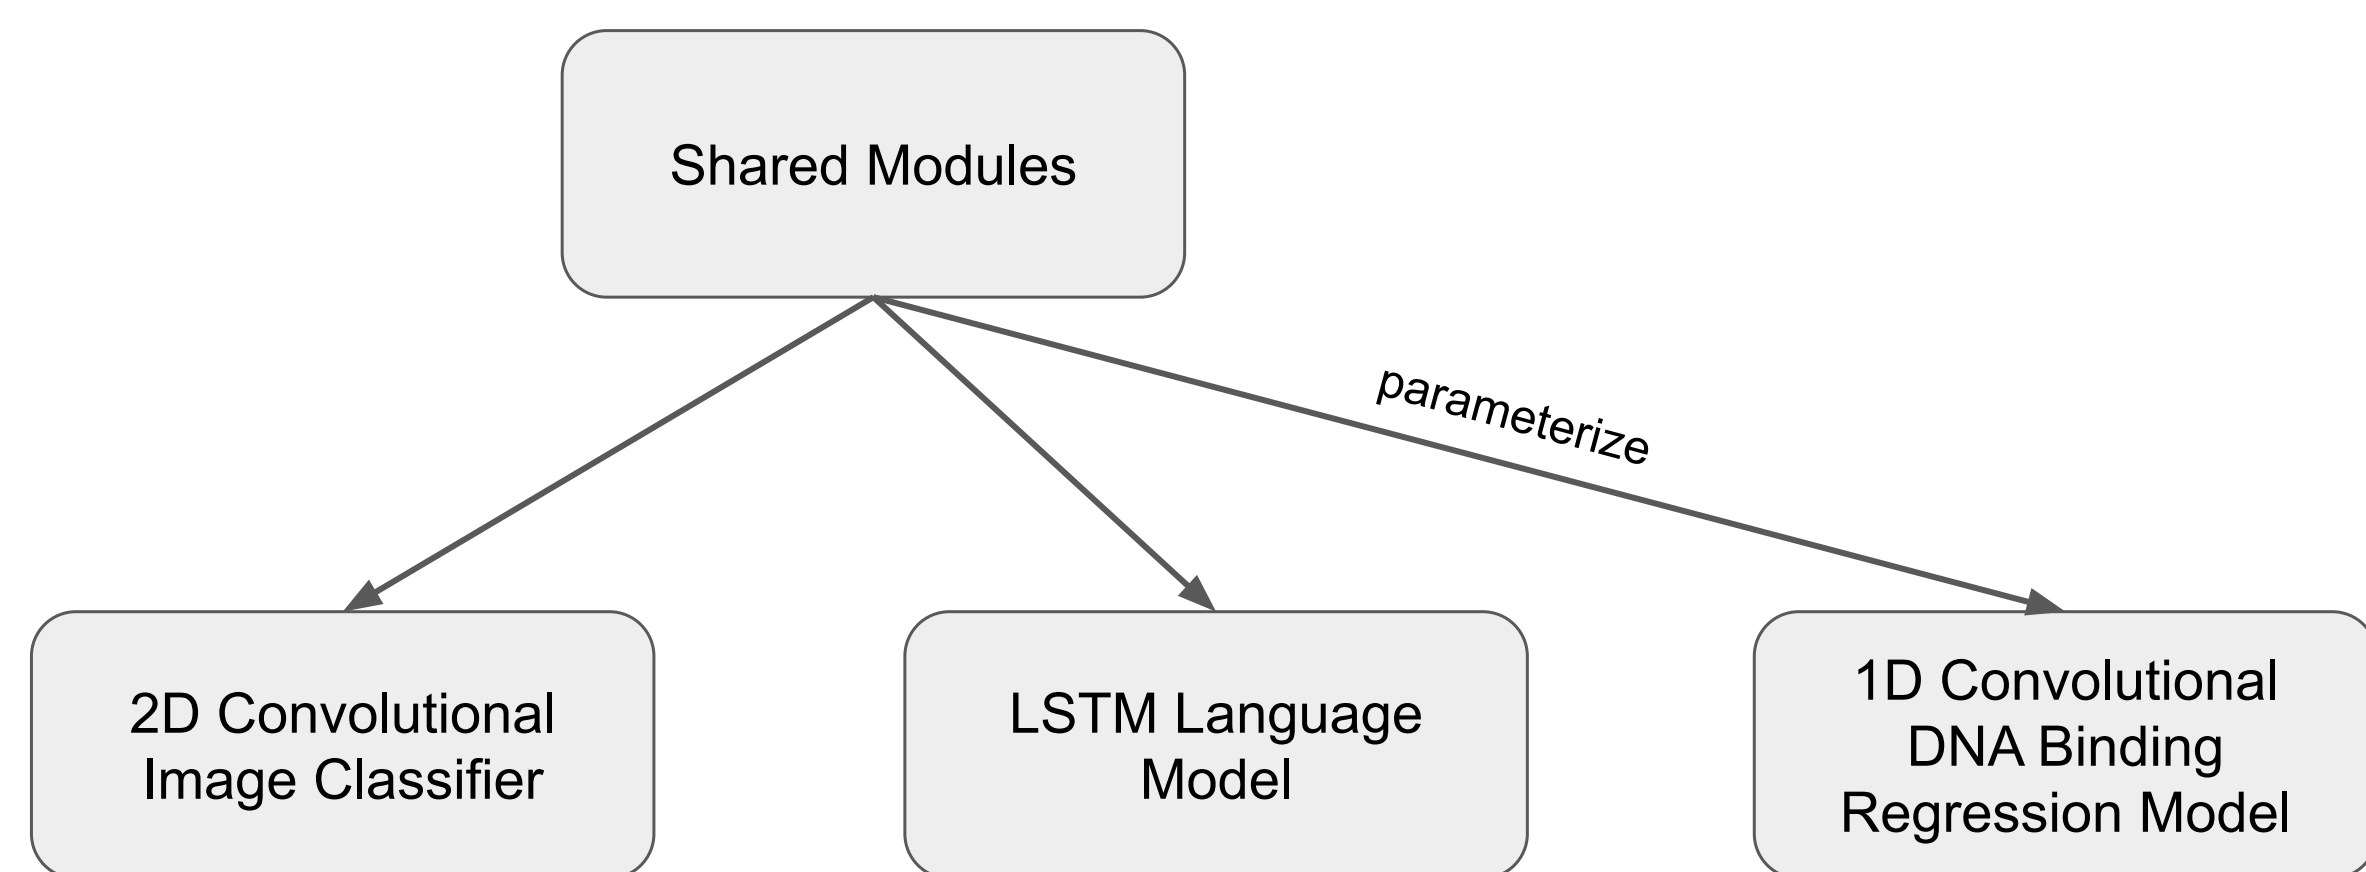 Shared Modules
parameterize
2D Convolutional
Image Classifier
LSTM Language
Model
1D Convolutional
DNA Binding
Regression Model